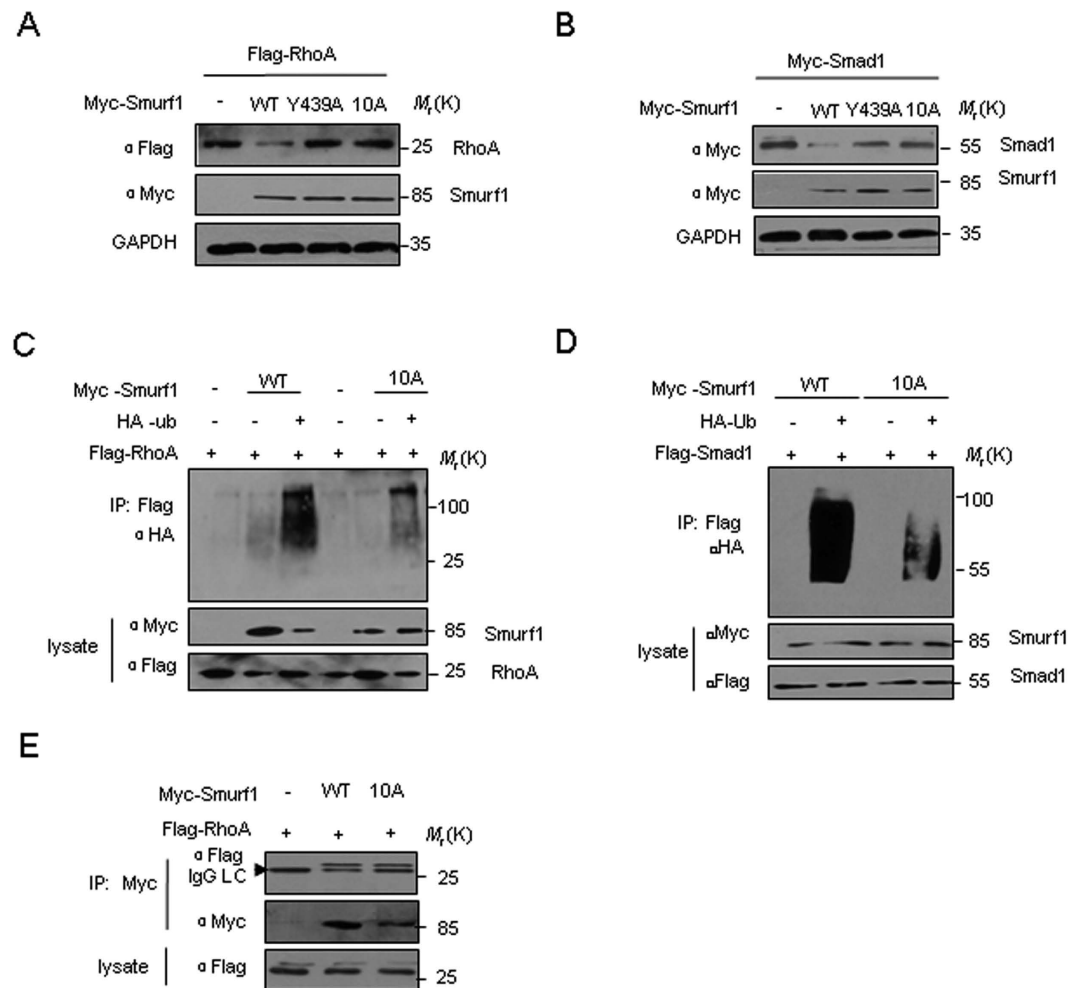 A
Flag-RhoA
Myc-Smurf1 - WT Y439A 10A Mr(K)
α Flag 25 RhoA
α Myc 85 Smurf1
GAPDH 35
B
Myc-Smad1
Myc-Smurf1 - WT Y439A 10A Mr(K)
α Myc 55 Smad1
α Myc 85 Smurf1
GAPDH 35
C
Myc -Smurf1 - WT - 10A
HA -ub - - + - - +
Flag-RhoA + + + + + + Mr(K)
IP: Flag
α HA
100
25
lysate
α Myc 85 Smurf1
α Flag 25 RhoA
D
Myc -Smurf1 WT 10A
HA-Ub - + - +
Flag-Smad1 + + + + Mr(K)
IP: Flag
□HA
100
55
lysate
□Myc 85 Smurf1
□Flag 55 Smad1
E
Myc-Smurf1 - WT 10A
Flag-RhoA + + + Mr(K)
IP: Myc
α Flag
IgG LC 25
α Myc 85
lysate α Flag 25